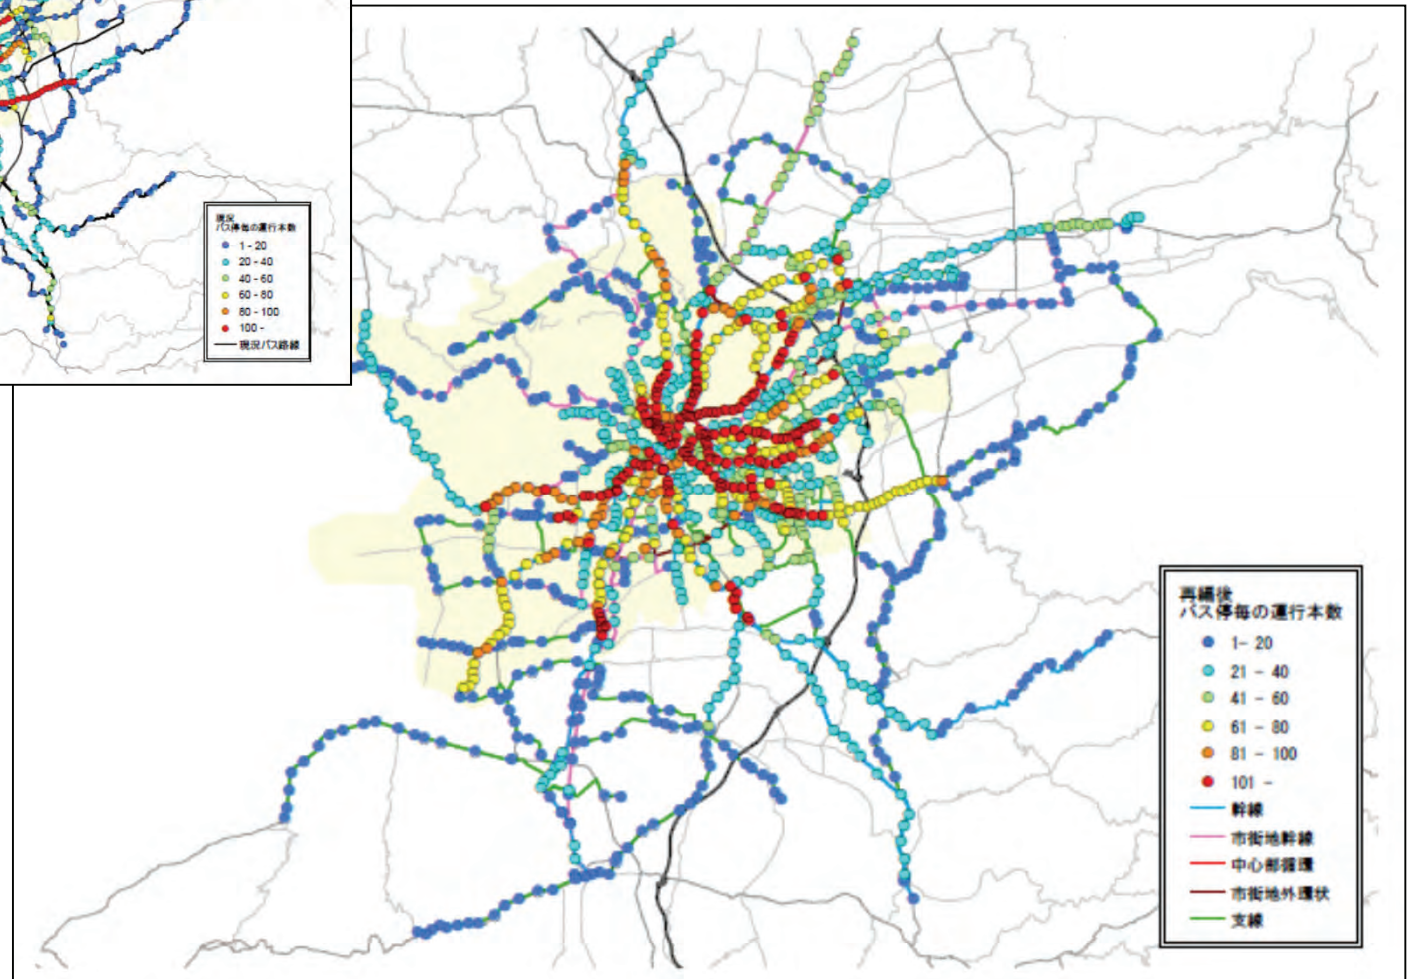 現況
バス停毎の運行本数
1 - 20
20 - 40
40 - 60
60 - 80
80 - 100
100 -
現況バス路線
再編後
バス停毎の運行本数
1- 20
21 - 40
41 - 60
61 - 80
81 - 100
101 -
幹線
市街地幹線
中心部循環
市街地外環状
支線